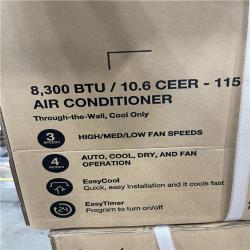 8,300 BTU / 10.6 CEER - 115
AIR CONDITIONER
Through-the-Wall, Cool Only
3
SPEEDS
HIGH/MED/LOW FAN SPEEDS
4
MODES
AUTO, COOL, DRY, AND FAN
OPERATION
EasyCool
Quick, easy installation and it cools fast
EasyTimer
Program to turn on/off